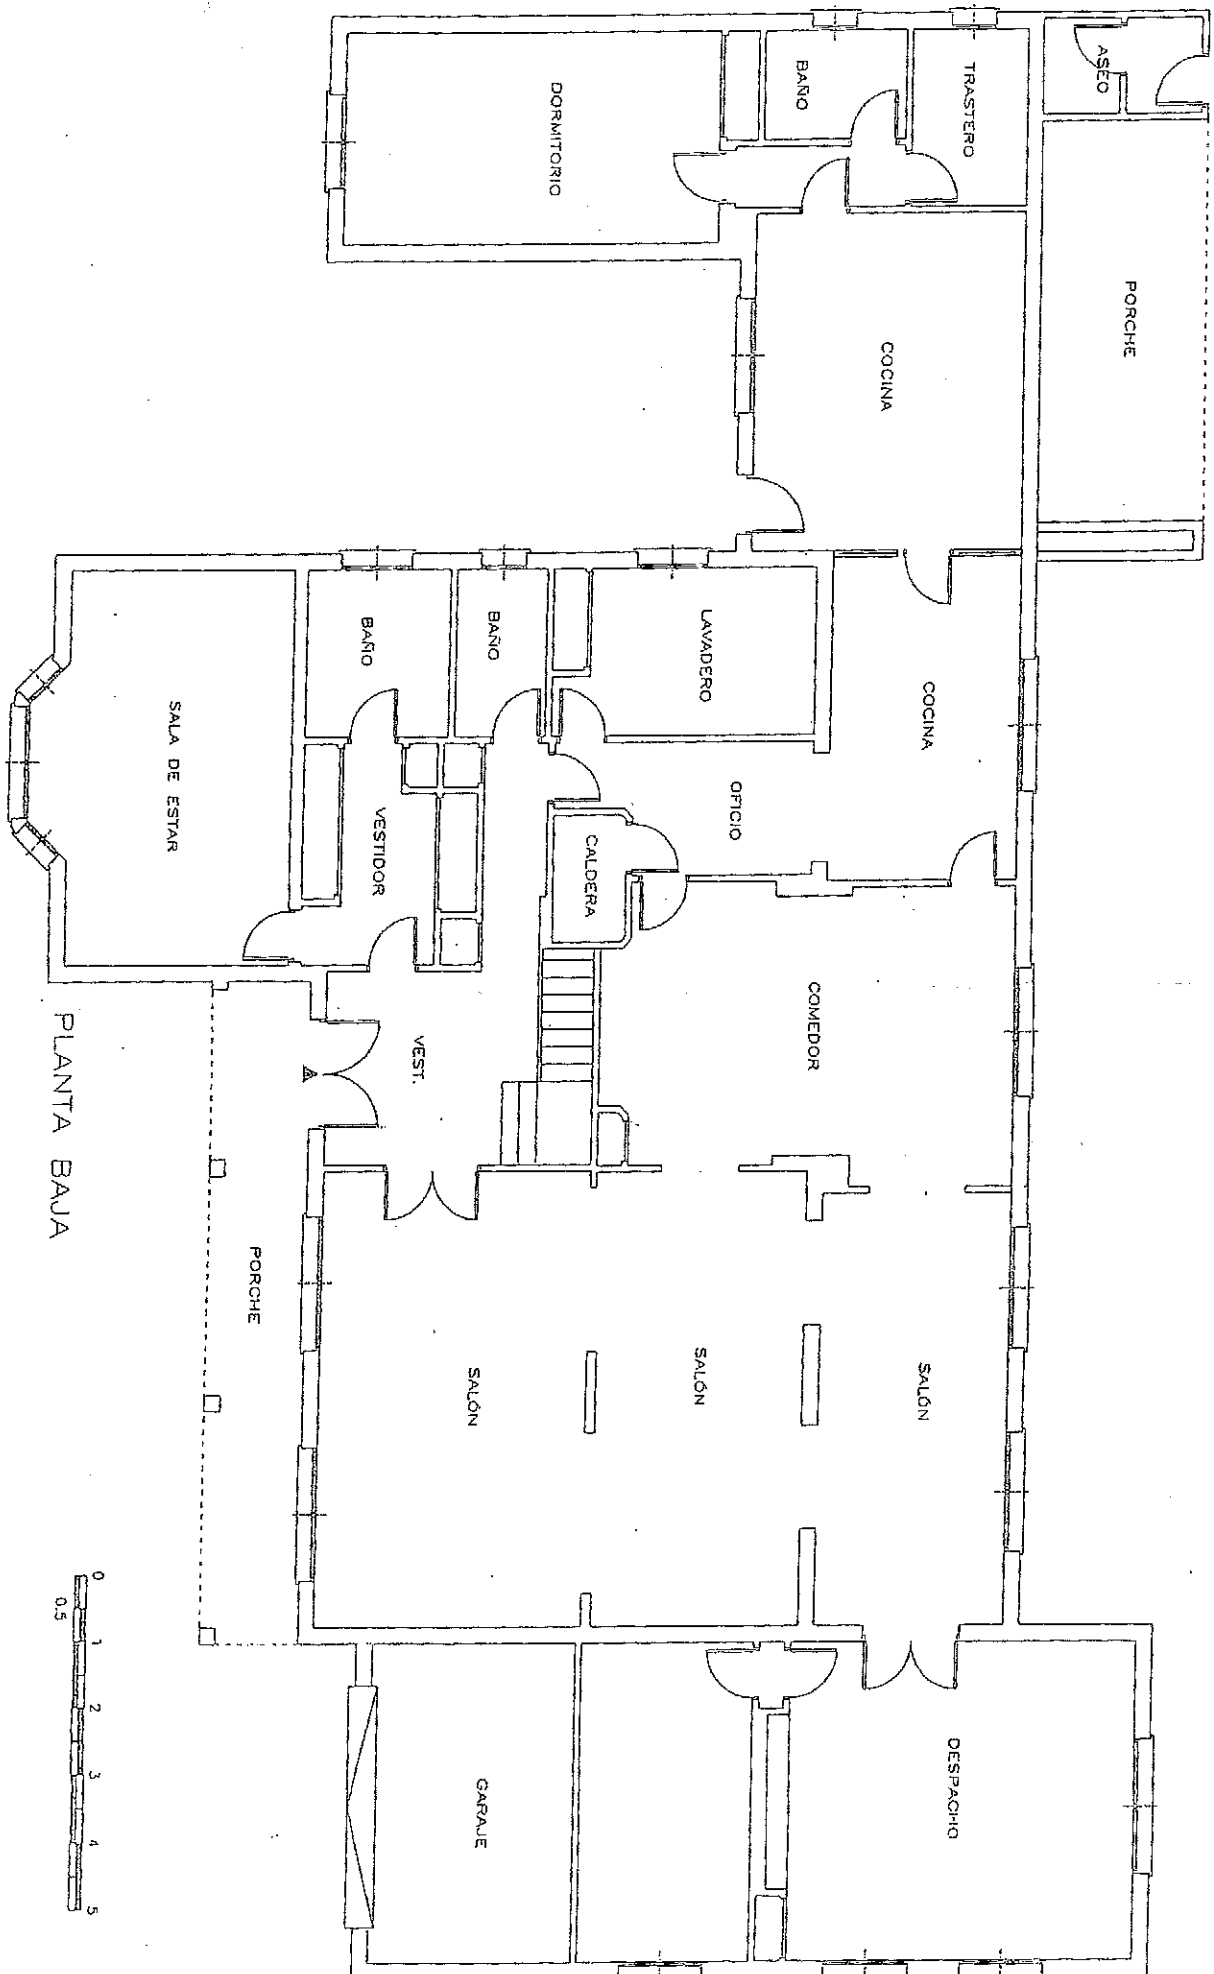 ASEO
PORCHE
TRASTERO
BAÑO
DORMITORIO
COCINA
COCINA
LAVADERO
OFICIO
BAÑO
BAÑO
CALDERA
VESTIDOR
SALA DE ESTAR
COMEDOR
VEST.
SALÓN
SALÓN
SALÓN
PORCHE
DESPACHO
GARAJE
PLANTA BAJA
0 1 2 3 4 5
0.5